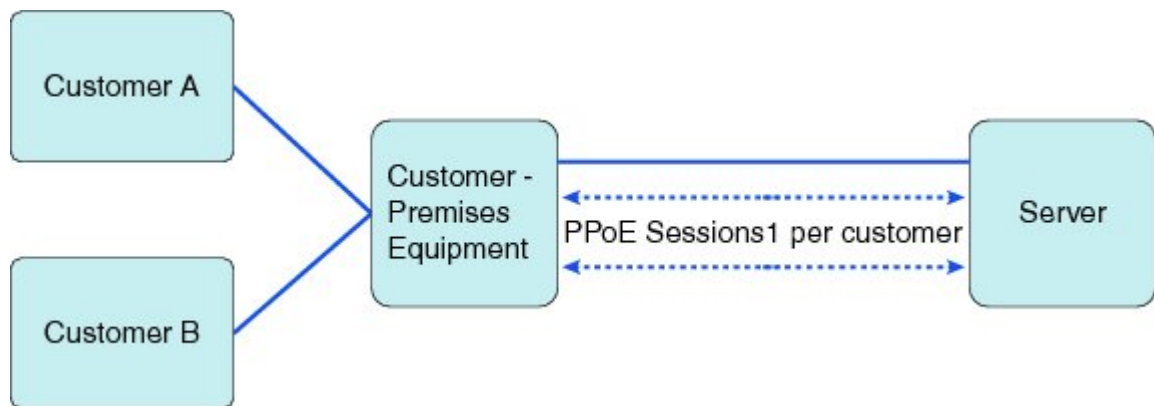 Customer A
Customer -
Premises
Equipment
PPoE Sessions1 per customer
Server
Customer B